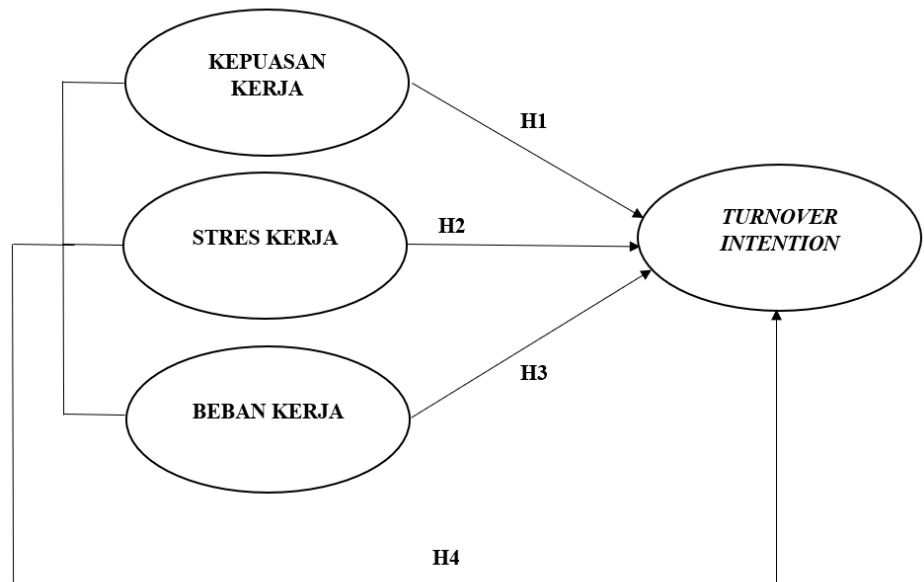 KEPUASAN
KERJA
H1
STRES KERJA
H2
TURNOVER
INTENTION
BEBAN KERJA
H3
H4